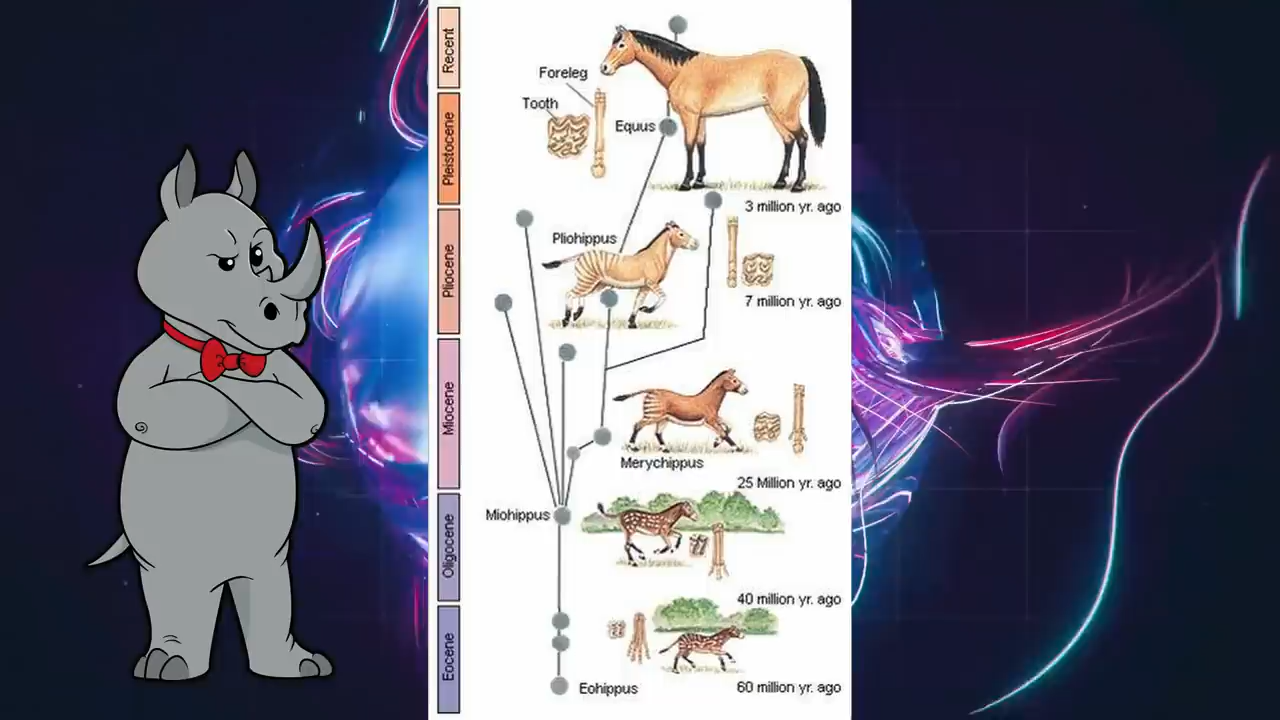 Recent
Foreleg
Tooth
Equus
Pleistocene
3 million yr. ago
Pliohippus
Pliocene
7 million yr. ago
Miocene
Merychippus
25 Million yr. ago
Miohippus
Oligocene
40 million yr. ago
Eocene
Eohippus
60 million yr. ago